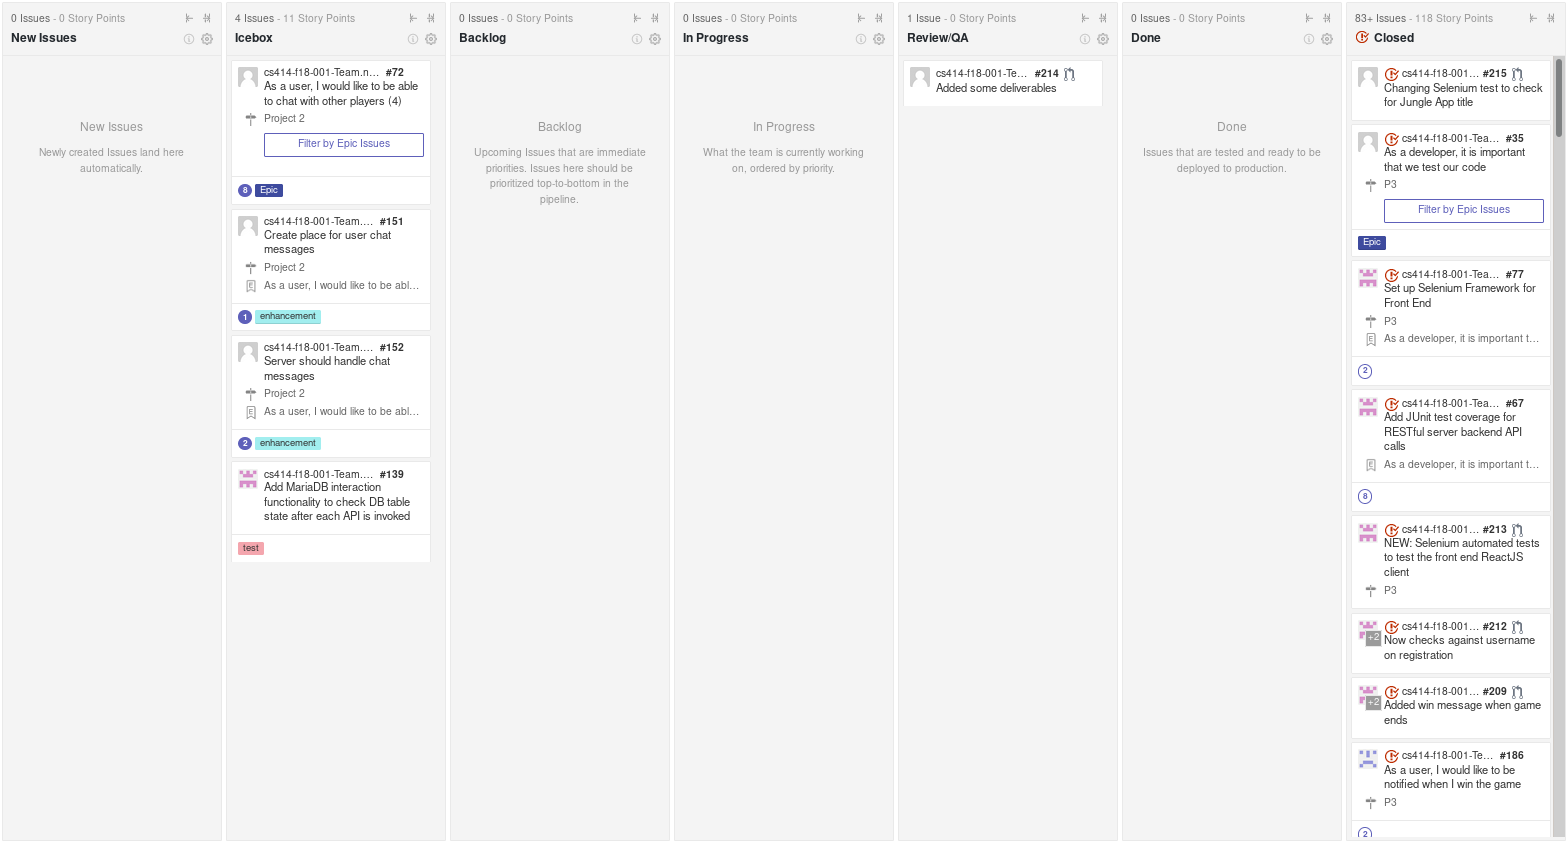 0 Issues - 0 Story Points
New Issues
New Issues
Newly created Issues land here
automatically.
4 Issues - 11 Story Points
Icebox
cs414-f18-001-Team.n... #72
As a user, I would like to be able
to chat with other players (4)
Project 2
Filter by Epic Issues
8 Epic
cs414-f18-001-Team.... #151
Create place for user chat
messages
Project 2
As a user, I would like to be abl...
1 enhancement
cs414-f18-001-Team.... #152
Server should handle chat
messages
Project 2
As a user, I would like to be abl...
2 enhancement
cs414-f18-001-Team.... #139
Add MariaDB interaction
functionality to check DB table
state after each API is invoked
test
0 Issues - 0 Story Points
Backlog
Backlog
Upcoming Issues that are immediate
priorities. Issues here should be
prioritized top-to-bottom in the
pipeline.
0 Issues - 0 Story Points
In Progress
In Progress
What the team is currently working
on, ordered by priority.
1 Issue - 0 Story Points
Review/QA
cs414-f18-001-Te... #214
Added some deliverables
0 Issues - 0 Story Points
Done
Done
Issues that are tested and ready to be
deployed to production.
83+ Issues - 118 Story Points
Closed
cs414-f18-001... #215
Changing Selenium test to check
for Jungle App title
cs414-f18-001-Tea... #35
As a developer, it is important
that we test our code
P3
Filter by Epic Issues
Epic
cs414-f18-001-Tea... #77
Set up Selenium Framework for
Front End
P3
As a developer, it is important t...
2
cs414-f18-001-Tea... #67
Add JUnit test coverage for
RESTful server backend API
calls
As a developer, it is important t...
8
cs414-f18-001... #213
NEW: Selenium automated tests
to test the front end ReactJS
client
P3
cs414-f18-001... #212
+2
Now checks against username
on registration
cs414-f18-001... #209
+2
Added win message when game
ends
cs414-f18-001-Te... #186
As a user, I would like to be
notified when I win the game
P3
2